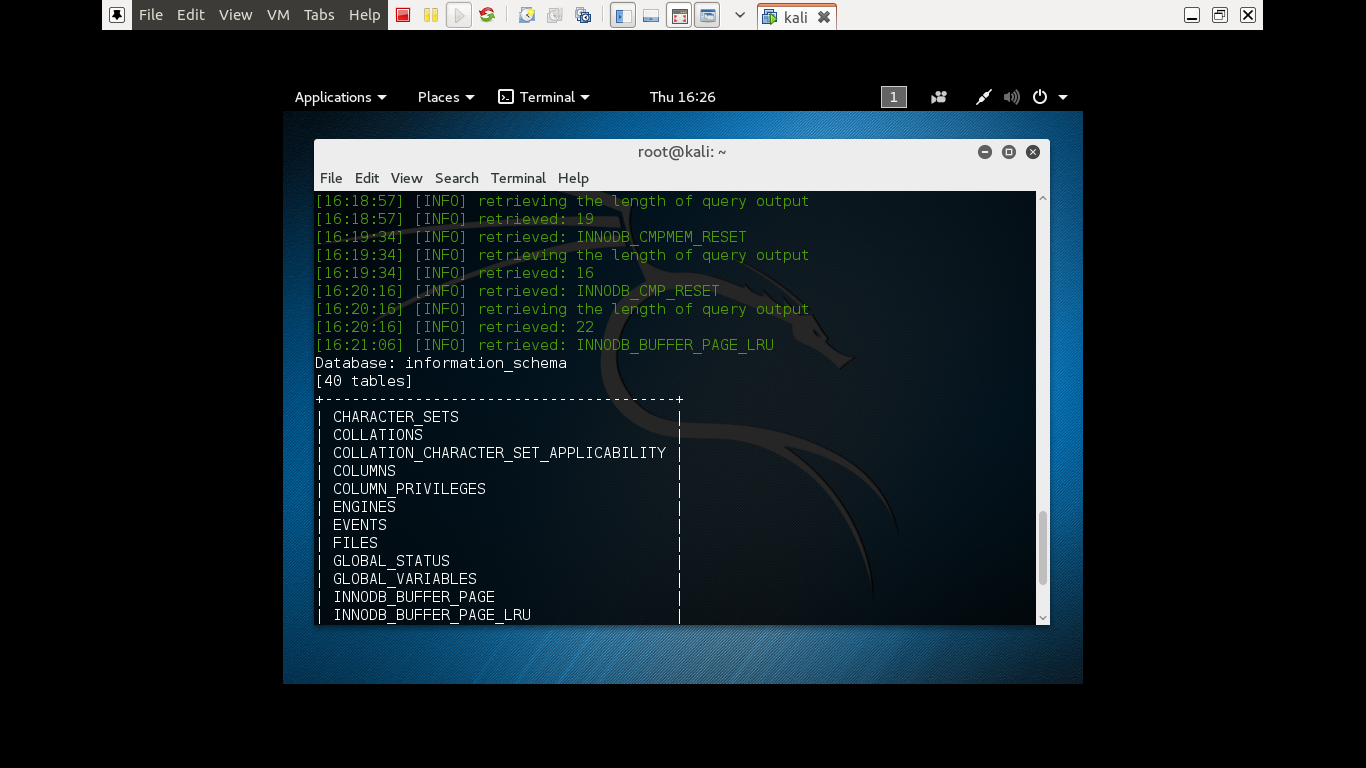 File Edit View VM Tabs Help kali
Applications Places Terminal Thu 16:26 1
root@kali: ~
File Edit View Search Terminal Help
[16:18:57] [INFO] retrieving the length of query output
[16:18:57] [INFO] retrieved: 19
[16:19:34] [INFO] retrieved: INNODB_CMPMEM_RESET
[16:19:34] [INFO] retrieving the length of query output
[16:19:34] [INFO] retrieved: 16
[16:20:16] [INFO] retrieved: INNODB_CMP_RESET
[16:20:16] [INFO] retrieving the length of query output
[16:20:16] [INFO] retrieved: 22
[16:21:06] [INFO] retrieved: INNODB_BUFFER_PAGE_LRU
Database: information_schema
[40 tables]
+---------------------------------------+
| CHARACTER_SETS |
| COLLATIONS |
| COLLATION_CHARACTER_SET_APPLICABILITY |
| COLUMNS |
| COLUMN_PRIVILEGES |
| ENGINES |
| EVENTS |
| FILES |
| GLOBAL_STATUS |
| GLOBAL_VARIABLES |
| INNODB_BUFFER_PAGE |
| INNODB_BUFFER_PAGE_LRU |